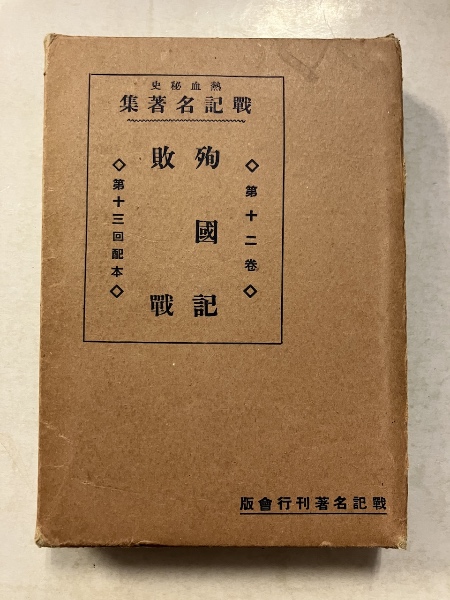 熱血秘史
戰記名著集
◇第十二卷◇
殉國記
敗戰
◇第十三回配本◇
戰記名著刊行會版